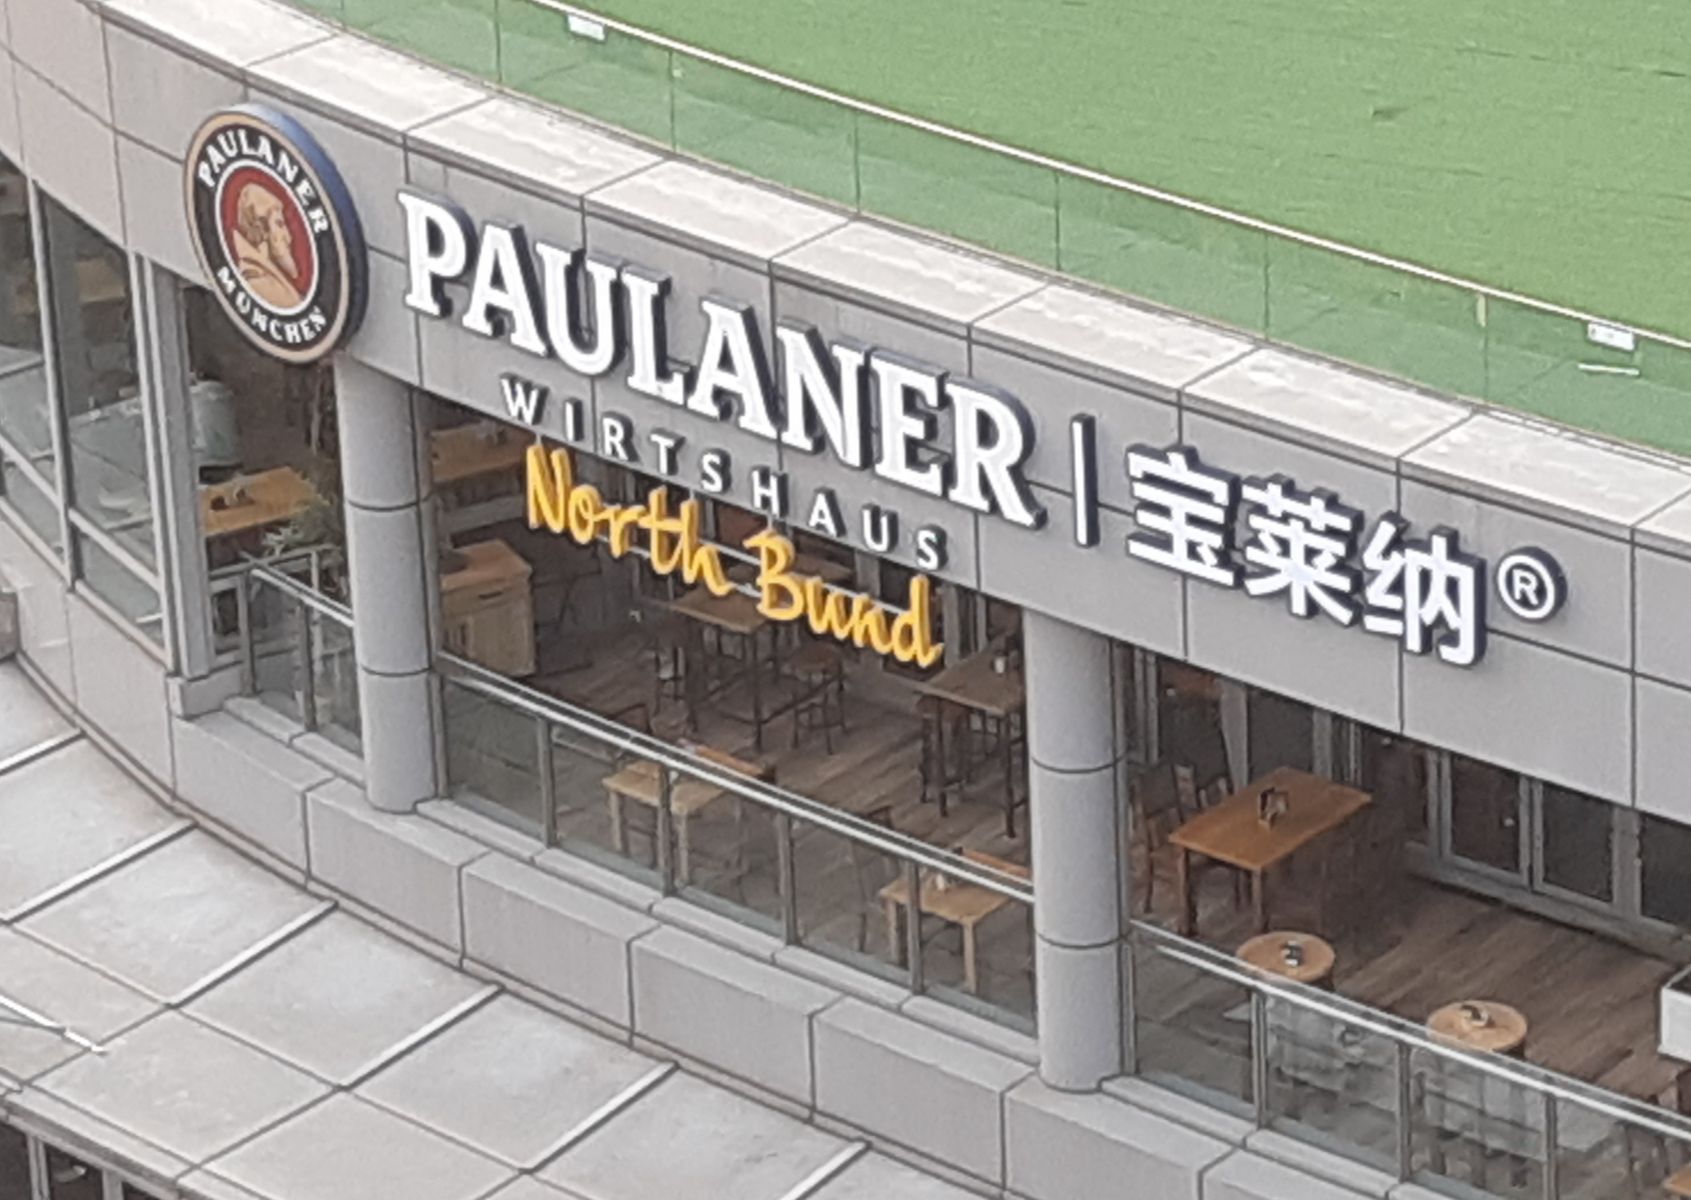 PAULANER
MÜNCHEN
PAULANER | 宝莱纳®
WIRTSHAUS
North Bund